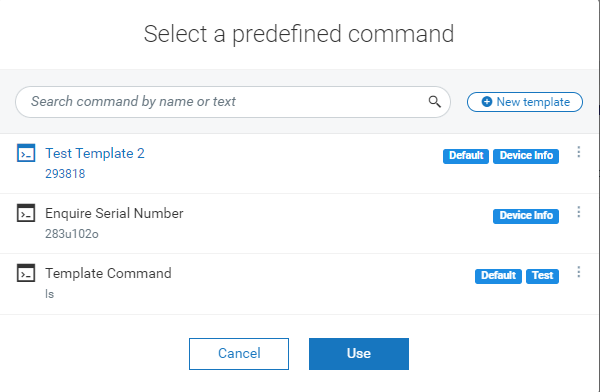 Select a predefined command
Search command by name or text
New template
Test Template 2
Default Device Info
293818
Enquire Serial Number
Device Info
283u102o
Template Command
Default Test
ls
Cancel Use